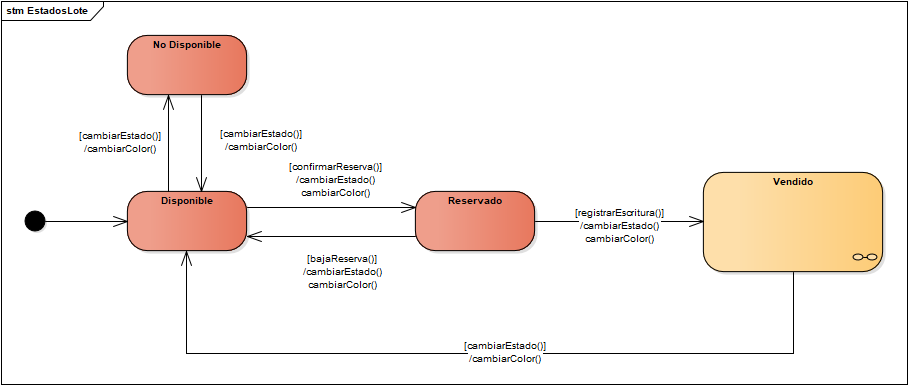 stm EstadosLote
No Disponible
[cambiarEstado()]
/cambiarColor()
[cambiarEstado()]
/cambiarColor()
[confirmarReserva()]
/cambiarEstado()
cambiarColor()
Disponible
Reservado
Vendido
[registrarEscritura()]
/cambiarEstado()
cambiarColor()
[bajaReserva()]
/cambiarEstado()
cambiarColor()
[cambiarEstado()]
/cambiarColor()